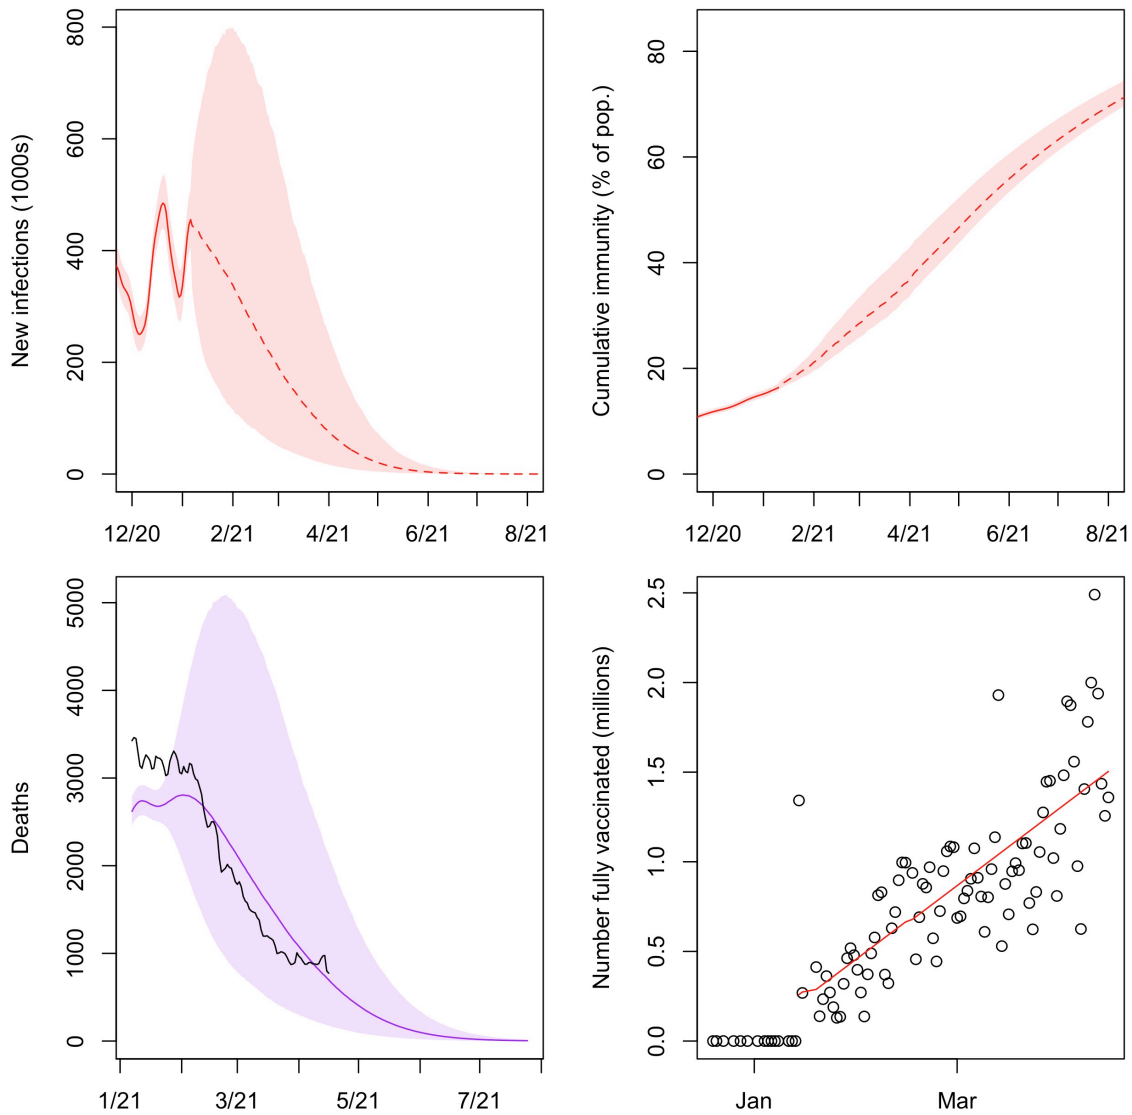 New infections (1000s)
800
600
400
200
0
12/20 2/21 4/21 6/21 8/21
Cumulative immunity (% of pop.)
80
60
40
20
0
12/20 2/21 4/21 6/21 8/21
Deaths
5000
4000
3000
2000
1000
0
1/21 3/21 5/21 7/21
Number fully vaccinated (millions)
2.5
2.0
1.5
1.0
0.5
0.0
Jan Mar